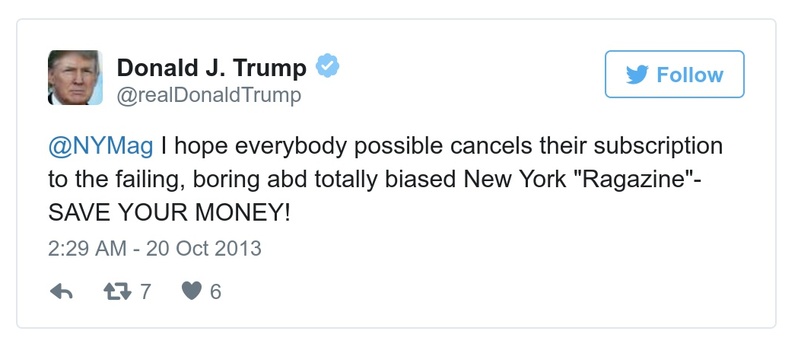 Donald J. Trump
@realDonaldTrump
Follow
@NYMag I hope everybody possible cancels their subscription
to the failing, boring abd totally biased New York "Ragazine"-
SAVE YOUR MONEY!
2:29 AM - 20 Oct 2013
7 6